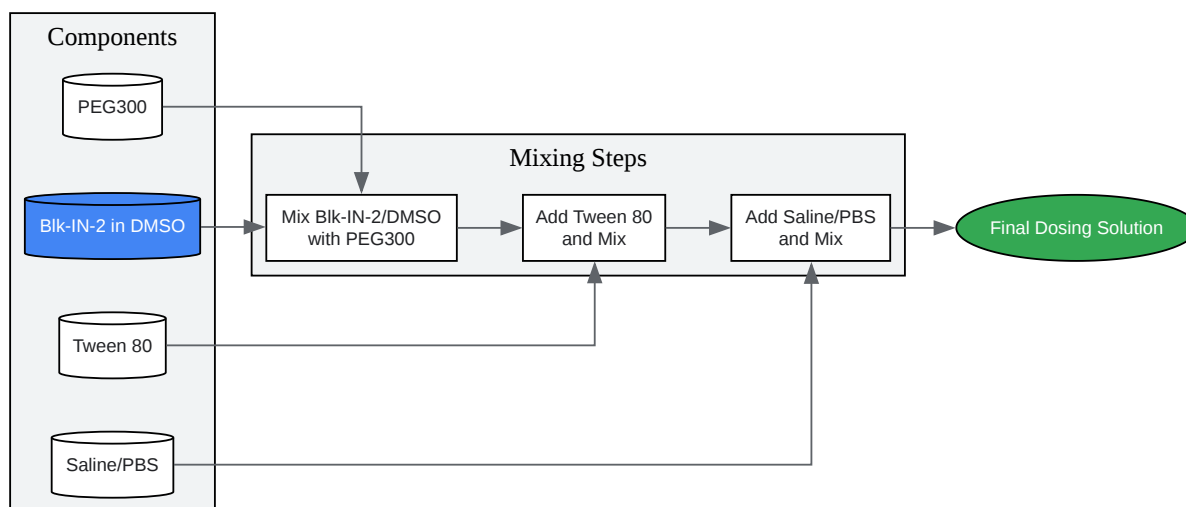 Components
PEG300
Blk-IN-2 in DMSO
Tween 80
Saline/PBS
Mixing Steps
Mix Blk-IN-2/DMSO
with PEG300
Add Tween 80
and Mix
Add Saline/PBS
and Mix
Final Dosing Solution